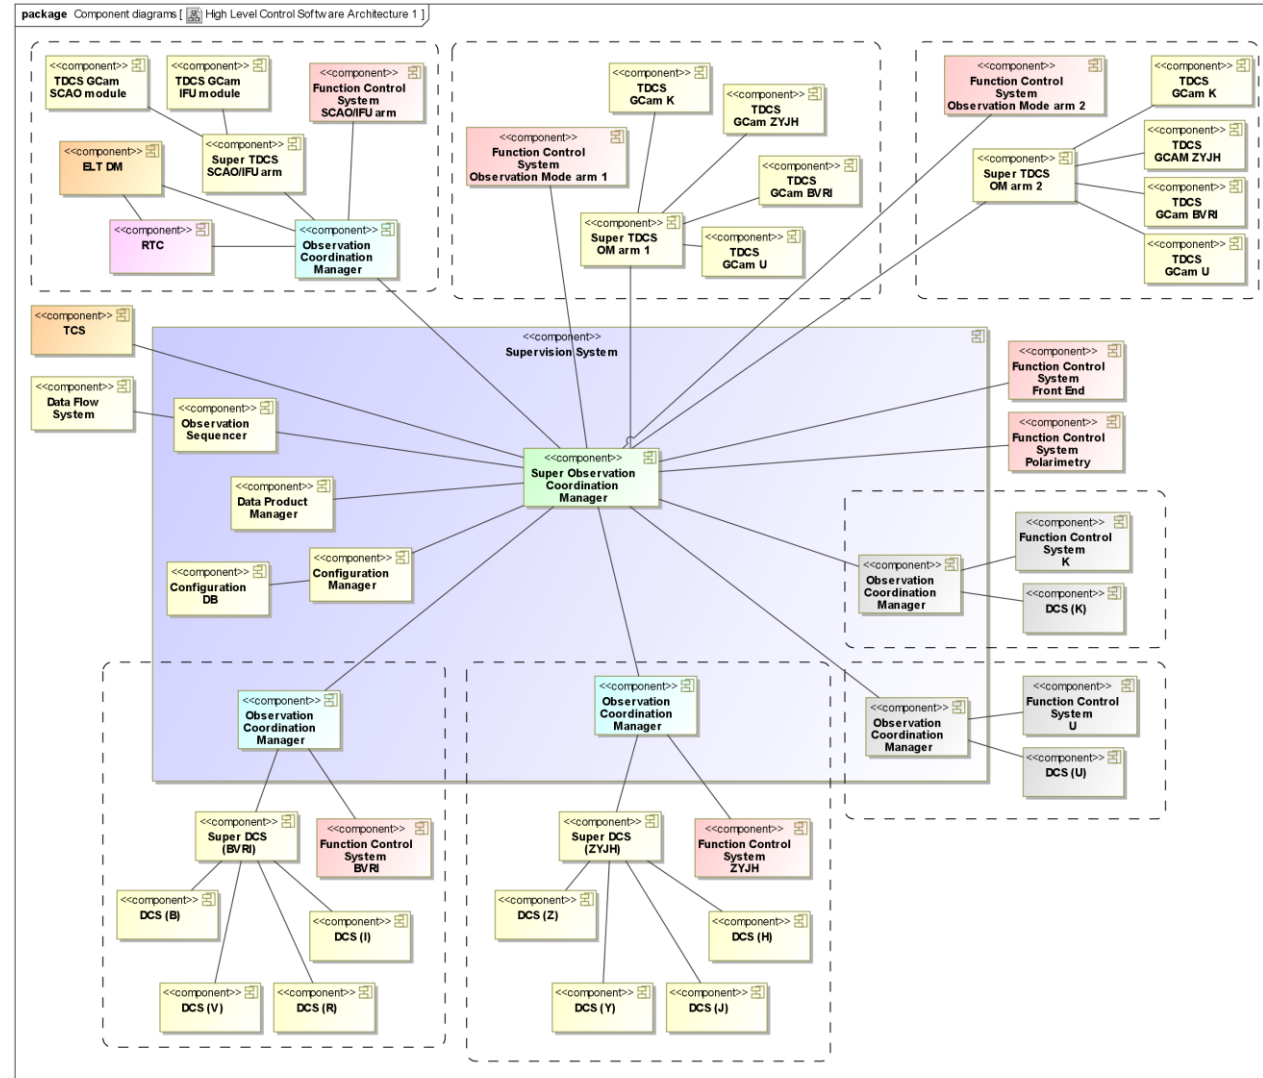 package Component diagrams [ High Level Control Software Architecture 1 ]
<<component>>
TDCS GCam
SCAO module
<<component>>
TDCS GCam
IFU module
<<component>>
Function Control
System
SCAO/IFU arm
<<component>>
ELT DM
<<component>>
Super TDCS
SCAO/IFU arm
<<component>>
RTC
<<component>>
Observation
Coordination
Manager
<<component>>
TDCS
GCam K
<<component>>
TDCS
GCam ZYJH
<<component>>
Function Control
System
Observation Mode arm 1
<<component>>
TDCS
GCam BVRI
<<component>>
Super TDCS
OM arm 1
<<component>>
TDCS
GCam U
<<component>>
Function Control
System
Observation Mode arm 2
<<component>>
TDCS
GCam K
<<component>>
TDCS
GCAM ZYJH
<<component>>
Super TDCS
OM arm 2
<<component>>
TDCS
GCam BVRI
<<component>>
TDCS
GCam U
<<component>>
TCS
<<component>>
Supervision System
<<component>>
Function Control
System
Front End
<<component>>
Data Flow
System
<<component>>
Observation
Sequencer
<<component>>
Function Control
System
Polarimetry
<<component>>
Super Observation
Coordination
Manager
<<component>>
Data Product
Manager
<<component>>
Configuration
Manager
<<component>>
Configuration
DB
<<component>>
Function Control
System
K
<<component>>
Observation
Coordination
Manager
<<component>>
DCS (K)
<<component>>
Observation
Coordination
Manager
<<component>>
Observation
Coordination
Manager
<<component>>
Observation
Coordination
Manager
<<component>>
Function Control
System
U
<<component>>
DCS (U)
<<component>>
Super DCS
(BVRI)
<<component>>
Function Control
System
BVRI
<<component>>
DCS (B)
<<component>>
DCS (I)
<<component>>
DCS (V)
<<component>>
DCS (R)
<<component>>
Super DCS
(ZYJH)
<<component>>
Function Control
System
ZYJH
<<component>>
DCS (Z)
<<component>>
DCS (H)
<<component>>
DCS (Y)
<<component>>
DCS (J)